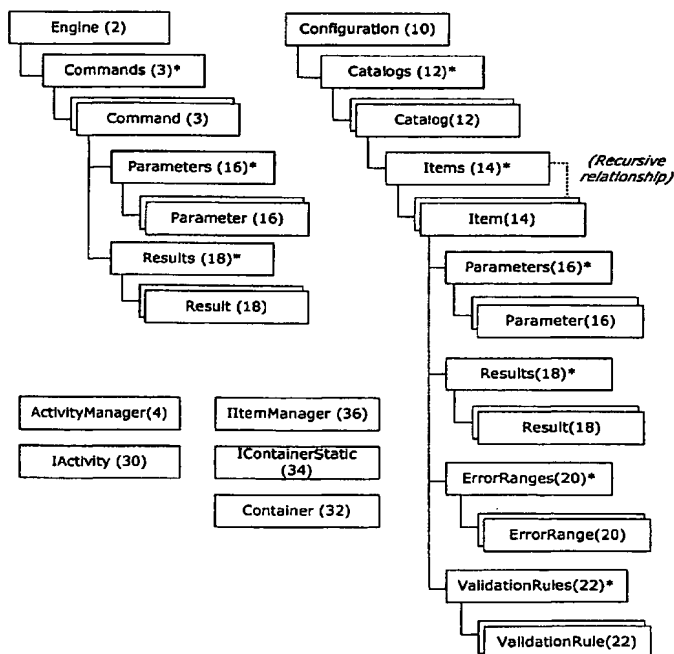 Engine (2)
Commands (3)*
Command (3)
Parameters (16)*
Parameter (16)
Results (18)*
Result (18)
Configuration (10)
Catalogs (12)*
Catalog(12)
Items (14)*
(Recursive
relationship)
Item(14)
Parameters(16)*
Parameter(16)
Results(18)*
Result(18)
ErrorRanges(20)*
ErrorRange(20)
ValidationRules(22)*
ValidationRule(22)
ActivityManager(4)
IActivity (30)
IItemManager (36)
IContainerStatic
(34)
Container (32)